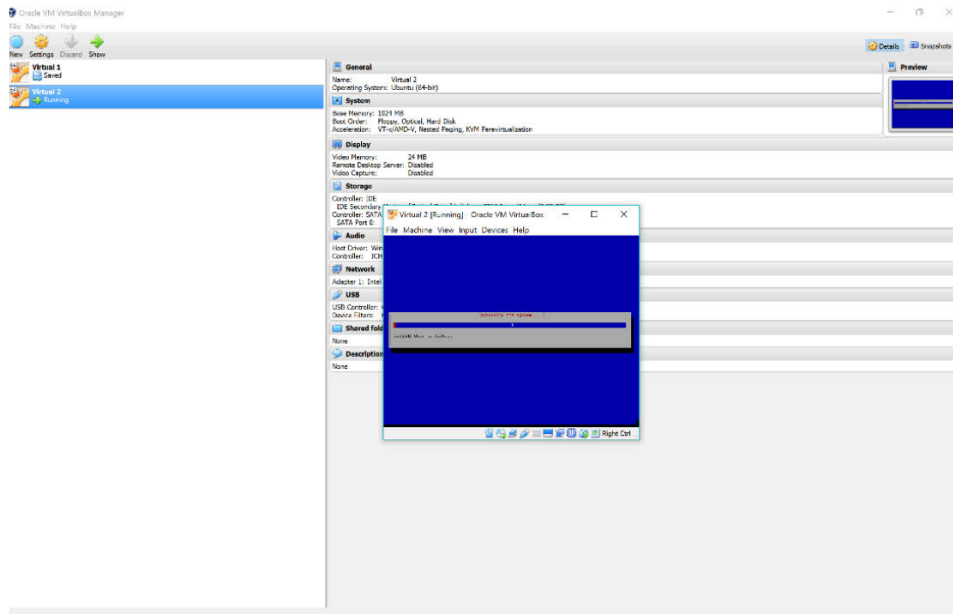 Oracle VM VirtualBox Manager
File Machine Help
New Settings Discard Show
Details Snapshots
Virtual 1
Saved
Virtual 2
Running
General
Name: Virtual 2
Operating System: Ubuntu (64-bit)
System
Base Memory: 1024 MB
Boot Order: Floppy, Optical, Hard Disk
Acceleration: VT-x/AMD-V, Nested Paging, KVM Paravirtualization
Display
Video Memory: 24 MB
Remote Desktop Server: Disabled
Video Capture: Disabled
Storage
Controller: IDE
IDE Secondary
Controller: SATA
SATA Port 0:
Audio
Host Driver: Win
Controller: ICH
Network
Adapter 1: Intel
USB
USB Controller:
Device Filters:
Shared fold
None
Description
None
Preview
Virtual 2 [Running] - Oracle VM VirtualBox
File Machine View Input Devices Help
Right Ctrl